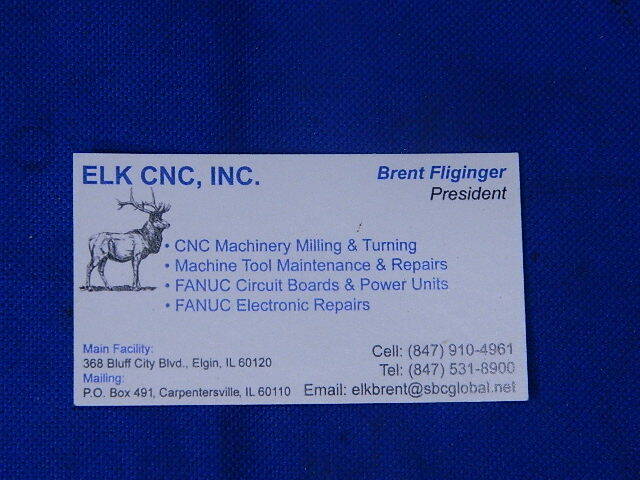 ELK CNC, INC.
Brent Fliginger
President
• CNC Machinery Milling & Turning
• Machine Tool Maintenance & Repairs
• FANUC Circuit Boards & Power Units
• FANUC Electronic Repairs
Main Facility:
368 Bluff City Blvd., Elgin, IL 60120
Mailing:
P.O. Box 491, Carpentersville, IL 60110
Cell: (847) 910-4961
Tel: (847) 531-8900
Email: elkbrent@sbcglobal.net